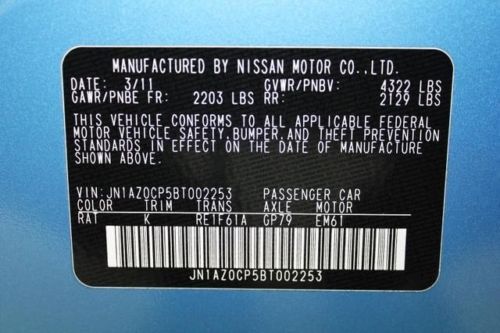 MANUFACTURED BY NISSAN MOTOR CO.,LTD.
DATE: 3/11 GVWR/PNBV: 4322 LBS
GAWR/PNBE FR: 2203 LBS RR: 2129 LBS
THIS VEHICLE CONFORMS TO ALL APPLICABLE FEDERAL
MOTOR VEHICLE SAFETY,BUMPER,AND THEFT PREVENTION
STANDARDS IN EFFECT ON THE DATE OF MANUFACTURE
SHOWN ABOVE.
VIN:JN1AZ0CP5BT002253 PASSENGER CAR
COLOR TRIM TRANS AXLE MOTOR
RAT K RE1F61A GP79 EM61
JN1AZ0CP5BT002253